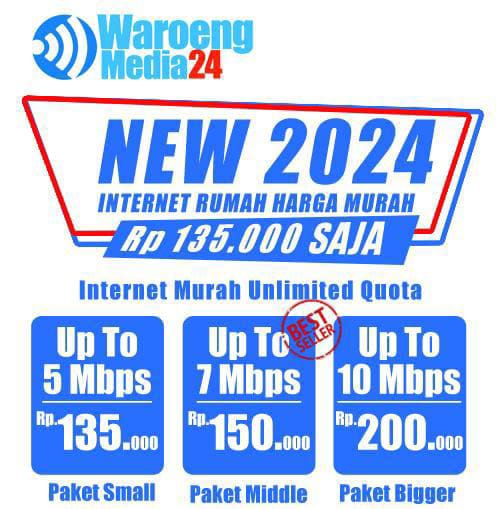 Waroeng
Media24
NEW 2024
INTERNET RUMAH HARGA MURAH
Rp 135.000 SAJA
Internet Murah Unlimited Quota
Up To
5 Mbps
Rp.135.000
Paket Small
BEST
SELLER
Up To
7 Mbps
Rp.150.000
Paket Middle
Up To
10 Mbps
Rp.200.000
Paket Bigger